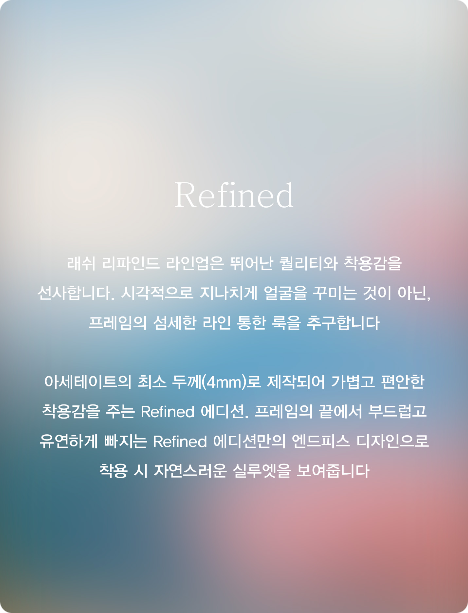 Refined
래쉬 리파인드 라인업은 뛰어난 퀄리티와 착용감을
선사합니다. 시각적으로 지나치게 얼굴을 꾸미는 것이 아닌,
프레임의 섬세한 라인 통한 룩을 추구합니다
아세테이트의 최소 두께(4mm)로 제작되어 가볍고 편안한
착용감을 주는 Refined 에디션. 프레임의 끝에서 부드럽고
유연하게 빠지는 Refined 에디션만의 엔드피스 디자인으로
착용 시 자연스러운 실루엣을 보여줍니다